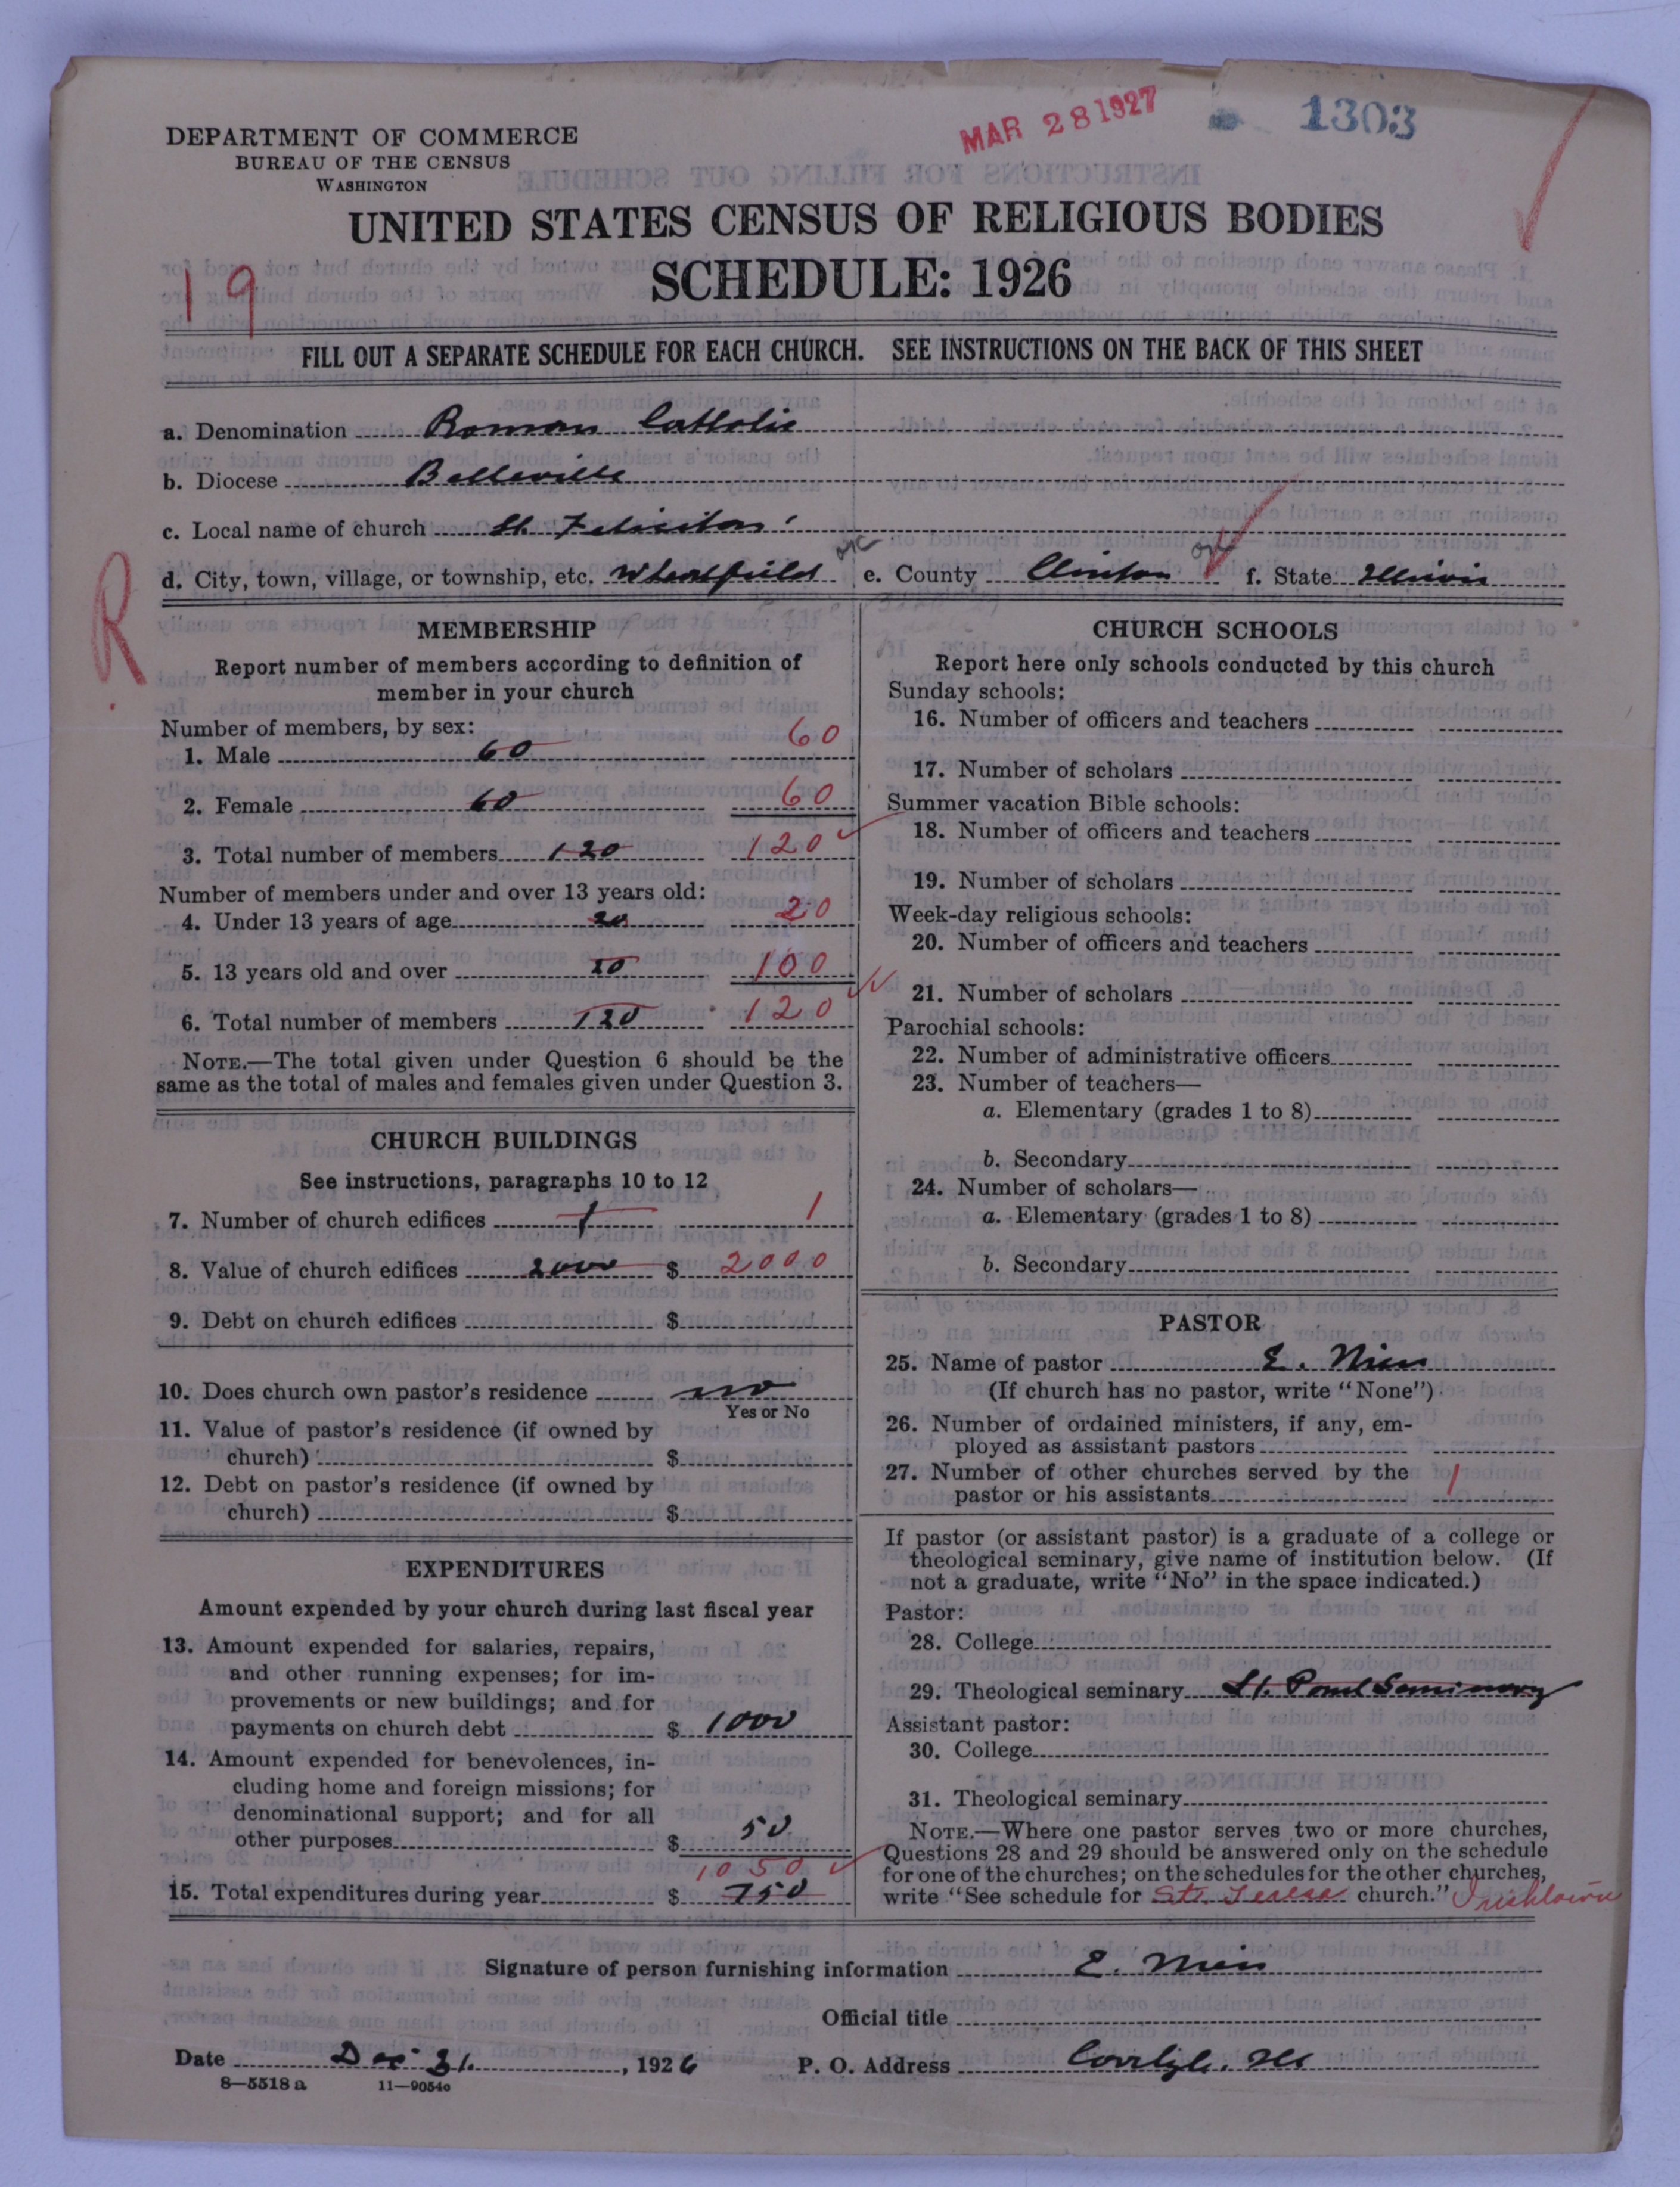 MAR 28 1927
1303
DEPARTMENT OF COMMERCE
BUREAU OF THE CENSUS
WASHINGTON
UNITED STATES CENSUS OF RELIGIOUS BODIES
SCHEDULE: 1926
19
FILL OUT A SEPARATE SCHEDULE FOR EACH CHURCH. SEE INSTRUCTIONS ON THE BACK OF THIS SHEET
a. Denomination Roman Catholic
b. Diocese Belleville
c. Local name of church St. Felicitas
d. City, town, village, or township, etc. Wheatfield e. County Clinton f. State Illinois
R
MEMBERSHIP
Report number of members according to definition of
member in your church
Number of members, by sex:
1. Male 60 60
2. Female 60 60
3. Total number of members 120 120
Number of members under and over 13 years old:
4. Under 13 years of age 20 20
5. 13 years old and over 100
6. Total number of members 120 120
NOTE.—The total given under Question 6 should be the
same as the total of males and females given under Question 3.
CHURCH BUILDINGS
See instructions, paragraphs 10 to 12
7. Number of church edifices 1 1
8. Value of church edifices 2000 $ 2000
9. Debt on church edifices $
10. Does church own pastor's residence no
Yes or No
11. Value of pastor's residence (if owned by
church) $
12. Debt on pastor's residence (if owned by
church) $
EXPENDITURES
Amount expended by your church during last fiscal year
13. Amount expended for salaries, repairs,
and other running expenses; for im-
provements or new buildings; and for
payments on church debt $ 1000
14. Amount expended for benevolences, in-
cluding home and foreign missions; for
denominational support; and for all
other purposes $ 50
1050
15. Total expenditures during year $ 750
CHURCH SCHOOLS
Report here only schools conducted by this church
Sunday schools:
16. Number of officers and teachers
17. Number of scholars
Summer vacation Bible schools:
18. Number of officers and teachers
19. Number of scholars
Week-day religious schools:
20. Number of officers and teachers
21. Number of scholars
Parochial schools:
22. Number of administrative officers
23. Number of teachers—
a. Elementary (grades 1 to 8)
b. Secondary
24. Number of scholars—
a. Elementary (grades 1 to 8)
b. Secondary
PASTOR
25. Name of pastor E.
(If church has no pastor, write "None")
26. Number of ordained ministers, if any, em-
ployed as assistant pastors
27. Number of other churches served by the
pastor or his assistants 1
If pastor (or assistant pastor) is a graduate of a college or
theological seminary, give name of institution below. (If
not a graduate, write "No" in the space indicated.)
Pastor:
28. College
29. Theological seminary St. Paul Seminary
Assistant pastor:
30. College
31. Theological seminary
NOTE.—Where one pastor serves two or more churches,
Questions 28 and 29 should be answered only on the schedule
for one of the churches; on the schedules for the other churches,
write "See schedule for St. Teresa church." Irishtown
Signature of person furnishing information E.
Official title
Date Dec 31. , 1926 P. O. Address Carlyle, Ill
8—5518 a 11—9054c